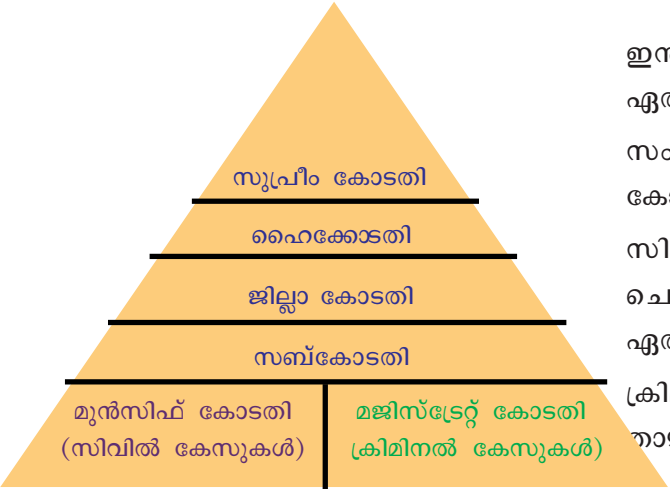 സുപ്രീം കോടതി
ഹൈക്കോടതി
ജില്ലാ കോടതി
സബ്കോടതി
മുൻസിഫ് കോടതി
(സിവിൽ കേസുകൾ)
മജിസ്ട്രേറ്റ് കോടതി
ക്രിമിനൽ കേസുകൾ)